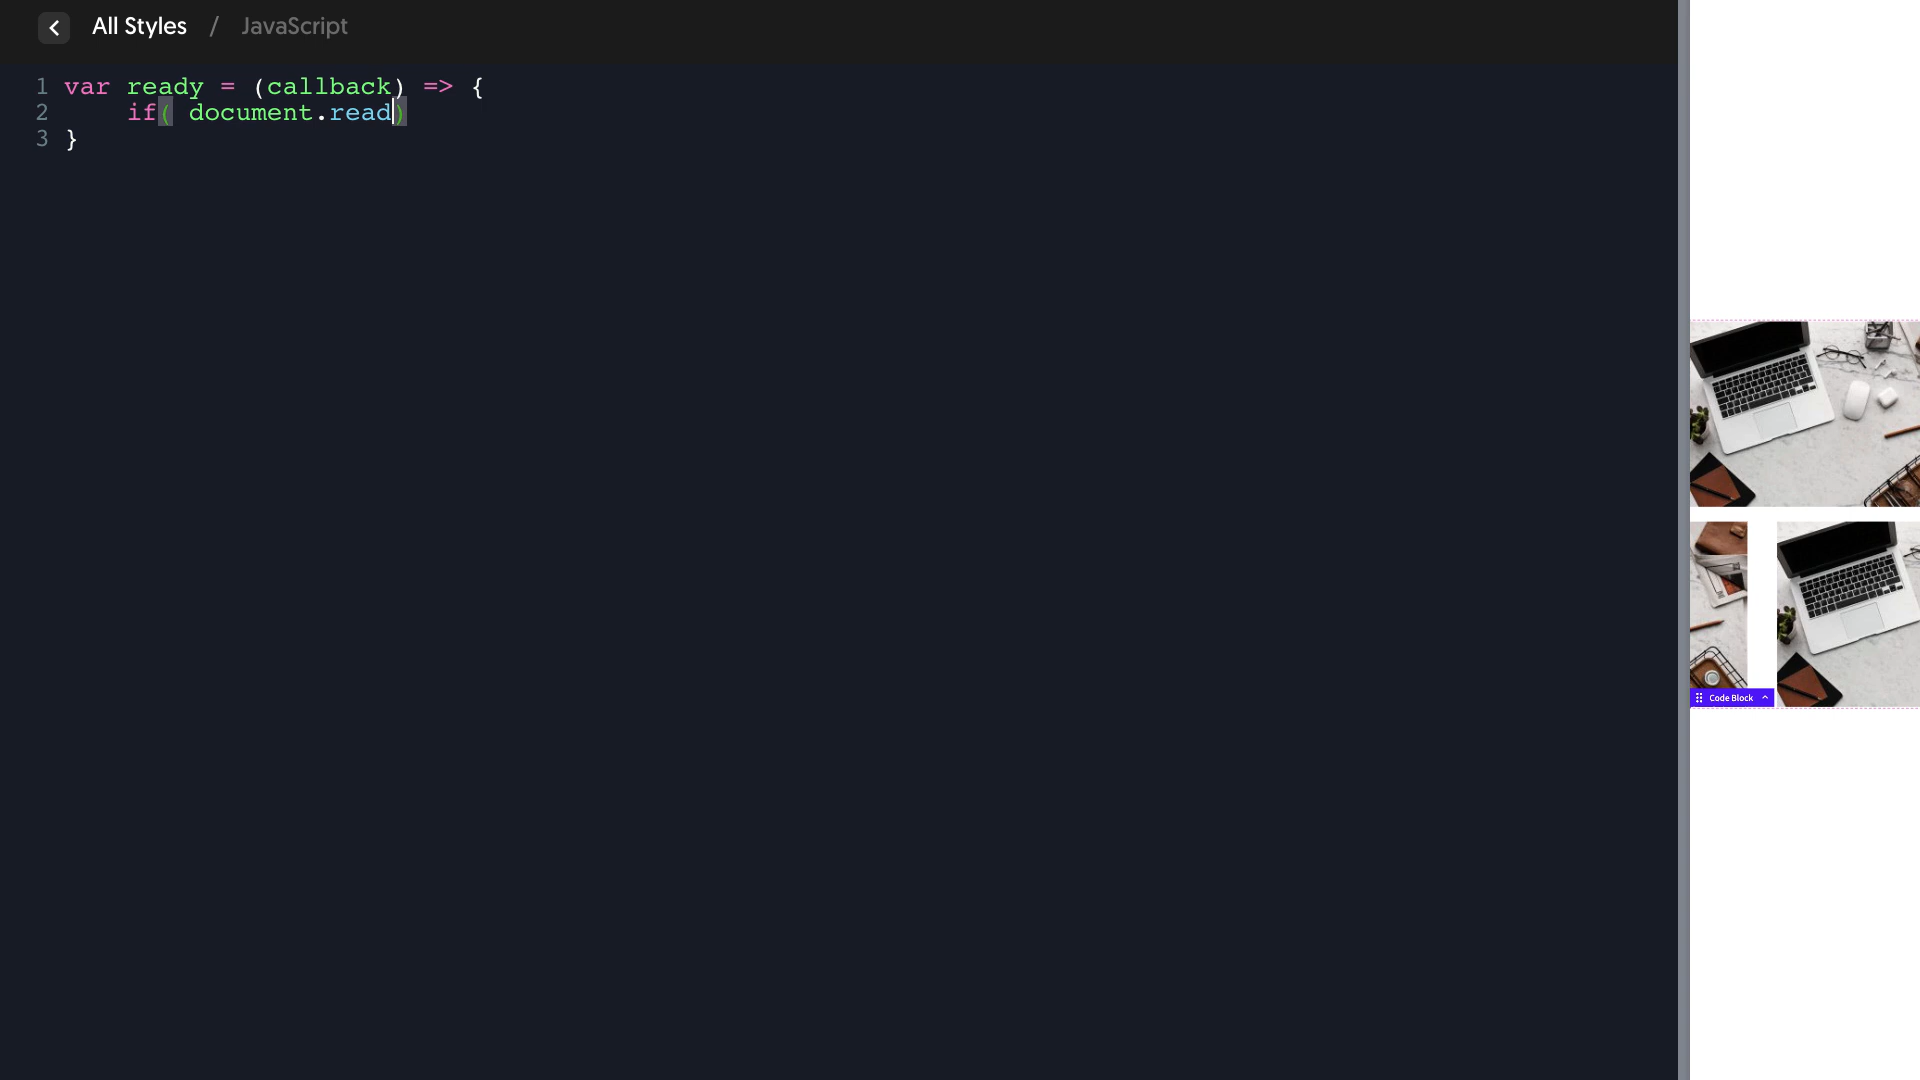 All Styles / JavaScript
1 var ready = (callback) => {
2 if( document.read)
3 }
Code Block